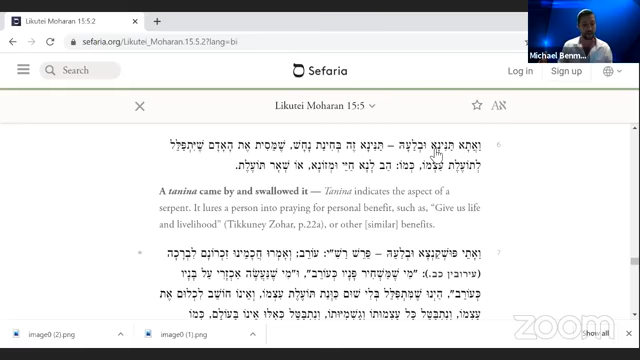 Likutei Moharan 15:5:2
sefaria.org/Likutei_Moharan.15.5.2?lang=bi
Michael Benm...
Search
Sefaria
Log in
Sign up
Likutei Moharan 15:5
6
וְאָתָא תַּנִּינָא וּבְלָעָהּ – תַּנִּינָא זֶה בְּחִינַת נָחָשׁ, שֶׁמֵּסִית אֶת הָאָדָם שֶׁיִּתְפַּלֵּל
לְתוֹעֶלֶת עַצְמוֹ, כְּמוֹ: הַב לָנָא חַיֵּי וּמְזוֹנָא, אוֹ שְׁאָר תּוֹעֶלֶת.
A tanina came by and swallowed it — Tanina indicates the aspect of a
serpent. It lures a person into praying for personal benefit, such as, “Give us life
and livelihood” (Tikkuney Zohar, p.22a), or other [similar] benefits.
7
וַאֲתֵי פּוּשְׁקַנְצָא וּבְלָעָהּ – פֵּרֵשׁ רַשִׁ"י: עוֹרֵב; וְאָמְרוּ חֲכָמֵינוּ זִכְרוֹנָם לִבְרָכָה
(עירובין כב.): "מִי שֶׁמַּשְׁחִיר פָּנָיו כְּעוֹרֵב", וּ"מִי שֶׁנַּעֲשֶׂה אַכְזָרִי עַל בָּנָיו
כְּעוֹרֵב", הַיְנוּ שֶׁמִּתְפַּלֵּל בְּלִי שׁוּם כַּוָּנַת תּוֹעֶלֶת עַצְמוֹ, וְאֵינוֹ חוֹשֵׁב לִכְלוּם אֶת
עַצְמוֹ, וְנִתְבַּטֵּל כָּל עַצְמוּתוֹ וְגַשְׁמִיּוּתוֹ, וְנִתְבַּטֵּל כְּאִלּוּ אֵינוֹ בָּעוֹלָם, כְּמוֹ
image0 (2).png
image0 (1).png
Show all
zoom